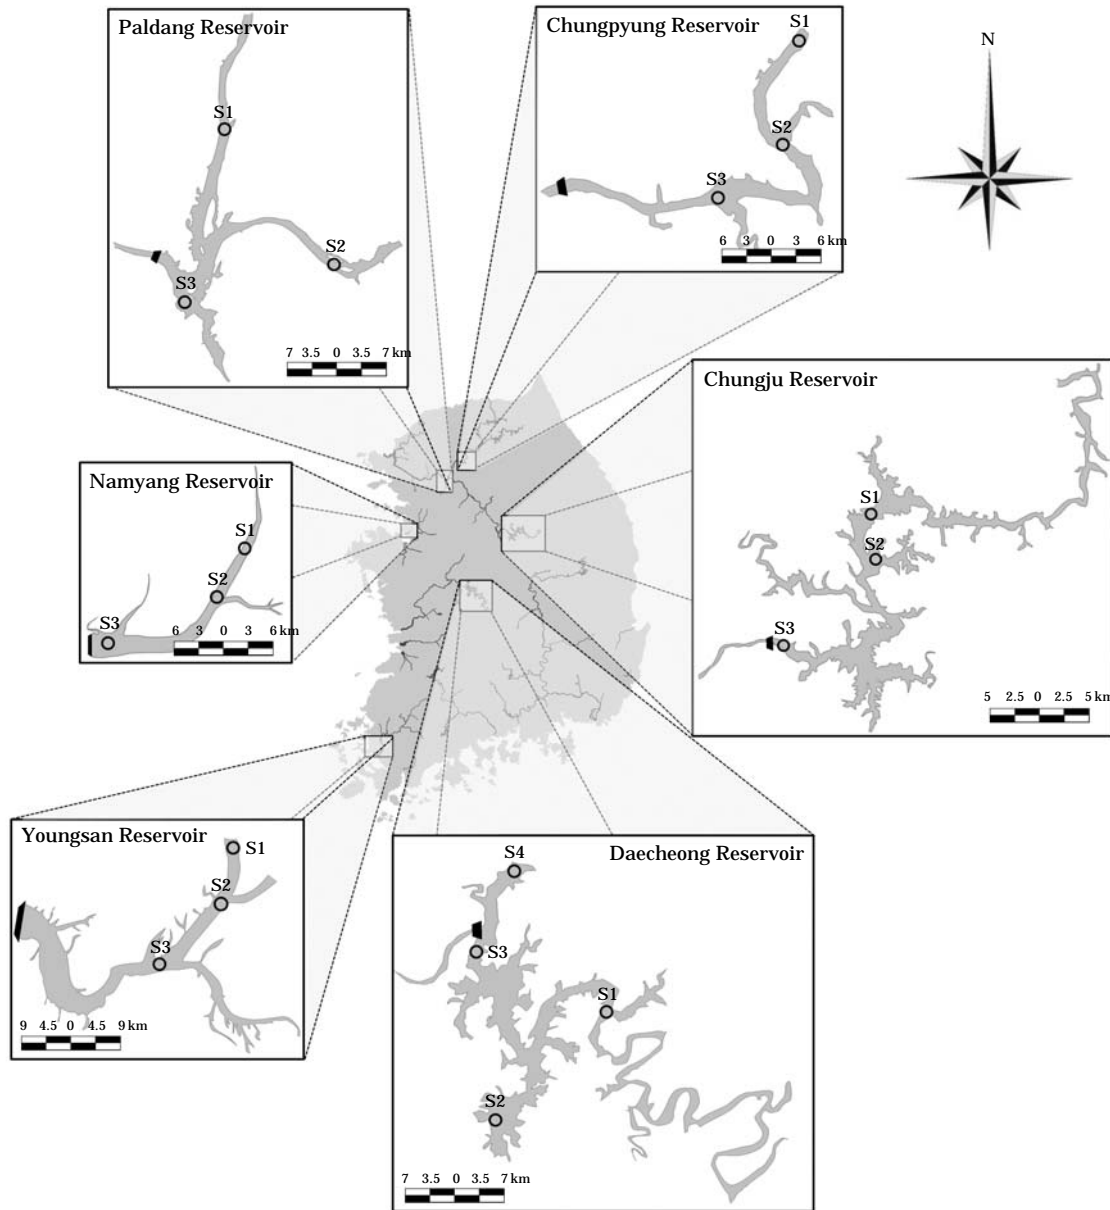 Paldang Reservoir
S1
S2
S3
7 3.5 0 3.5 7 km
Chungpyung Reservoir
S1
S2
S3
6 3 0 3 6 km
N
Chungju Reservoir
S1
S2
S3
5 2.5 0 2.5 5 km
Namyang Reservoir
S1
S2
S3
6 3 0 3 6 km
Youngsan Reservoir
S1
S2
S3
9 4.5 0 4.5 9 km
Daecheong Reservoir
S4
S3
S1
S2
7 3.5 0 3.5 7 km